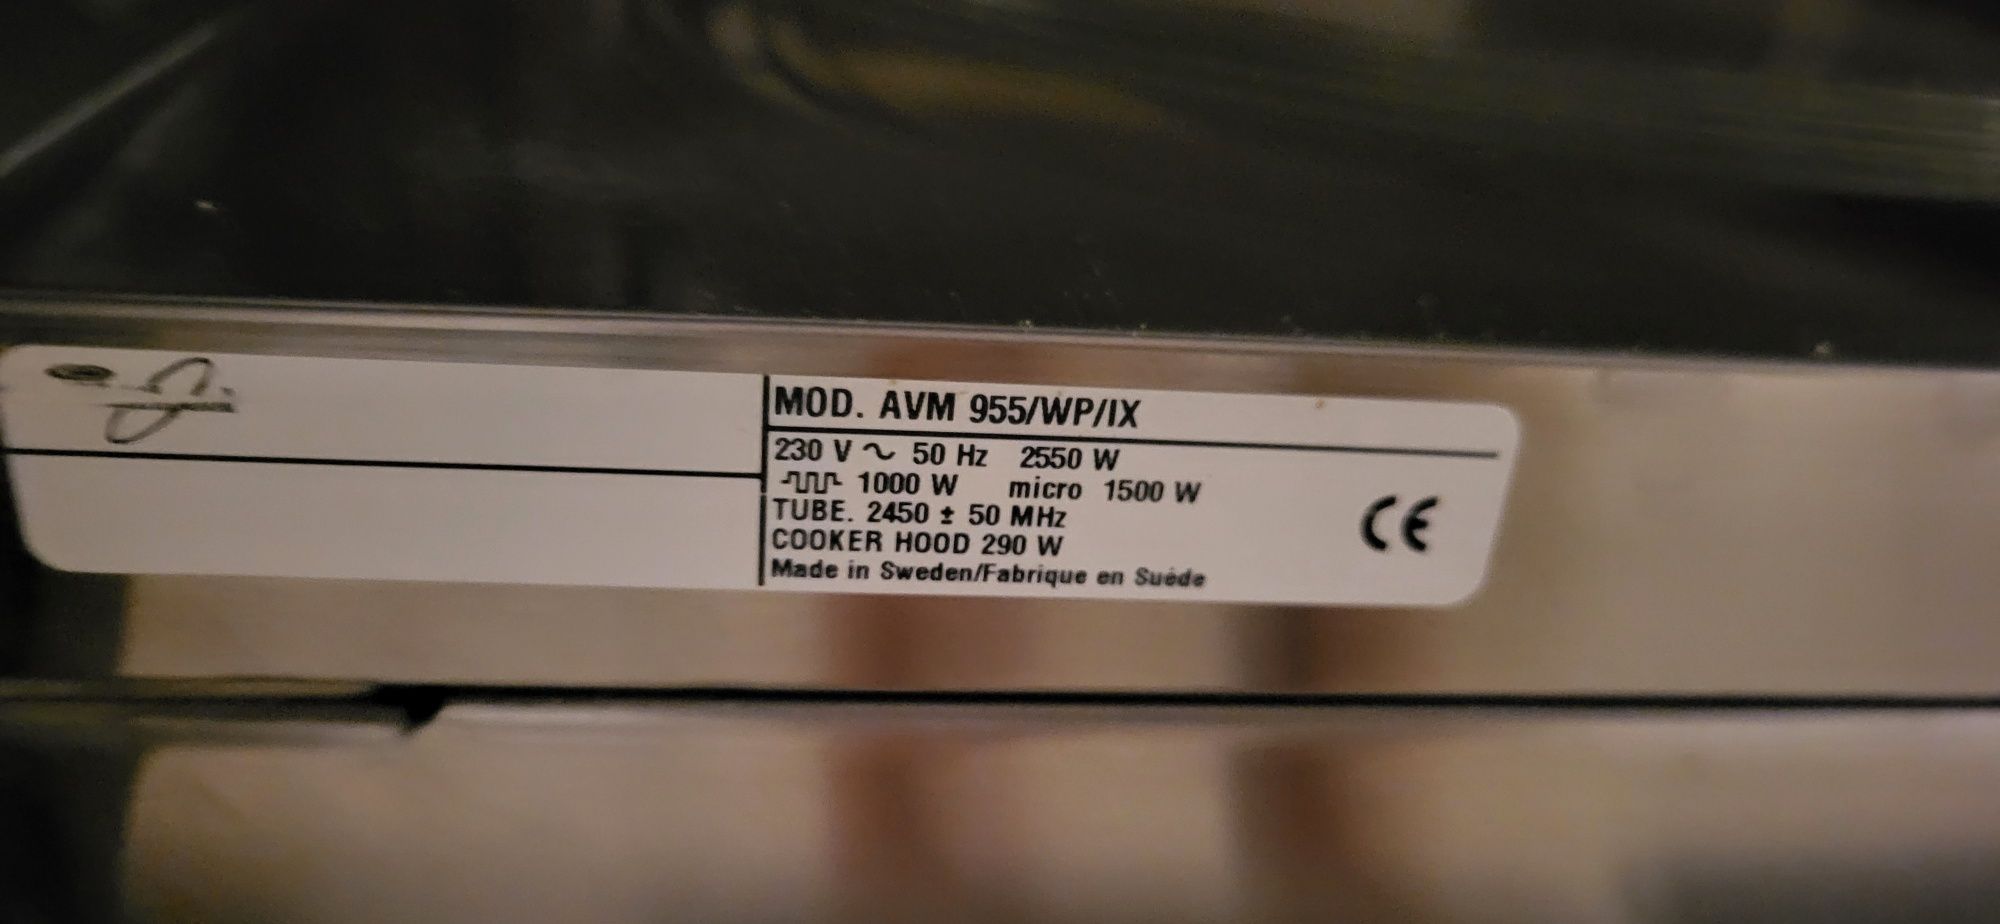 MOD. AVM 955/WP/IX
230 V ~ 50 Hz 2550 W
1000 W micro 1500 W
TUBE. 2450 ± 50 MHz
COOKER HOOD 290 W
Made in Sweden/Fabrique en Suéde
CE